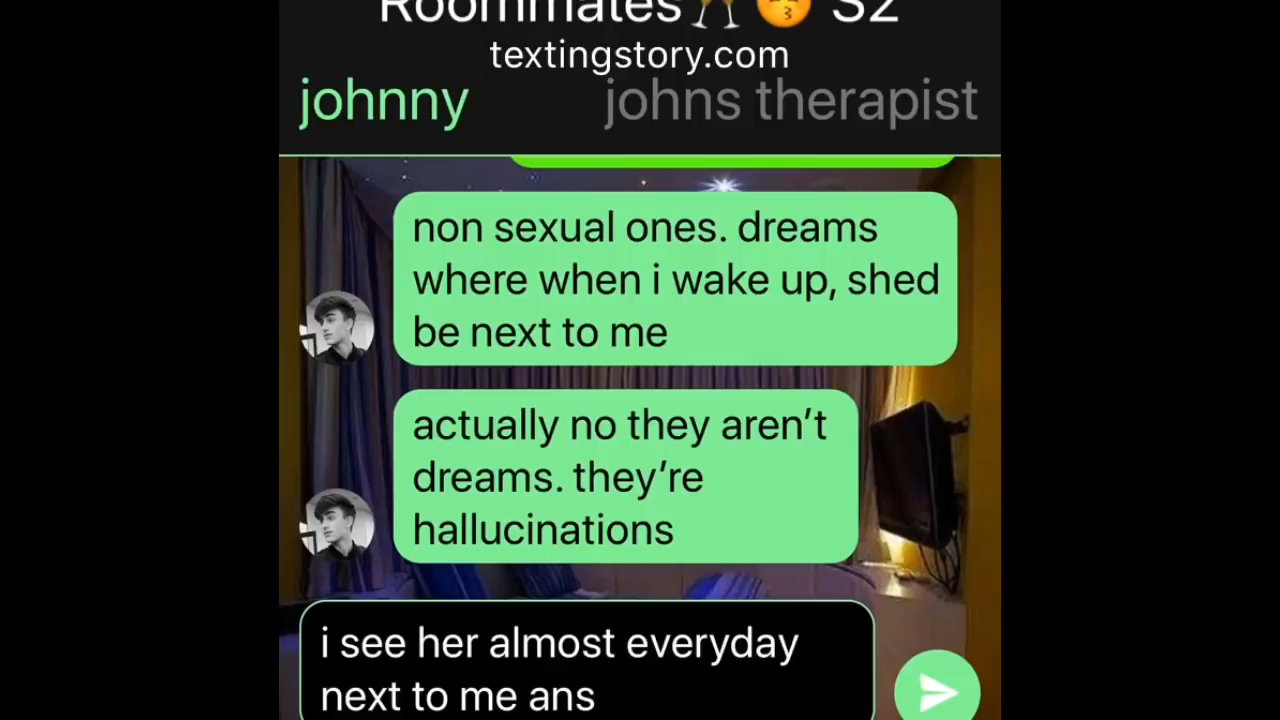 Roommates🥂😚 S2
textingstory.com
johnny johns therapist
non sexual ones. dreams
where when i wake up, shed
be next to me
actually no they aren’t
dreams. they’re
hallucinations
i see her almost everyday
next to me ans